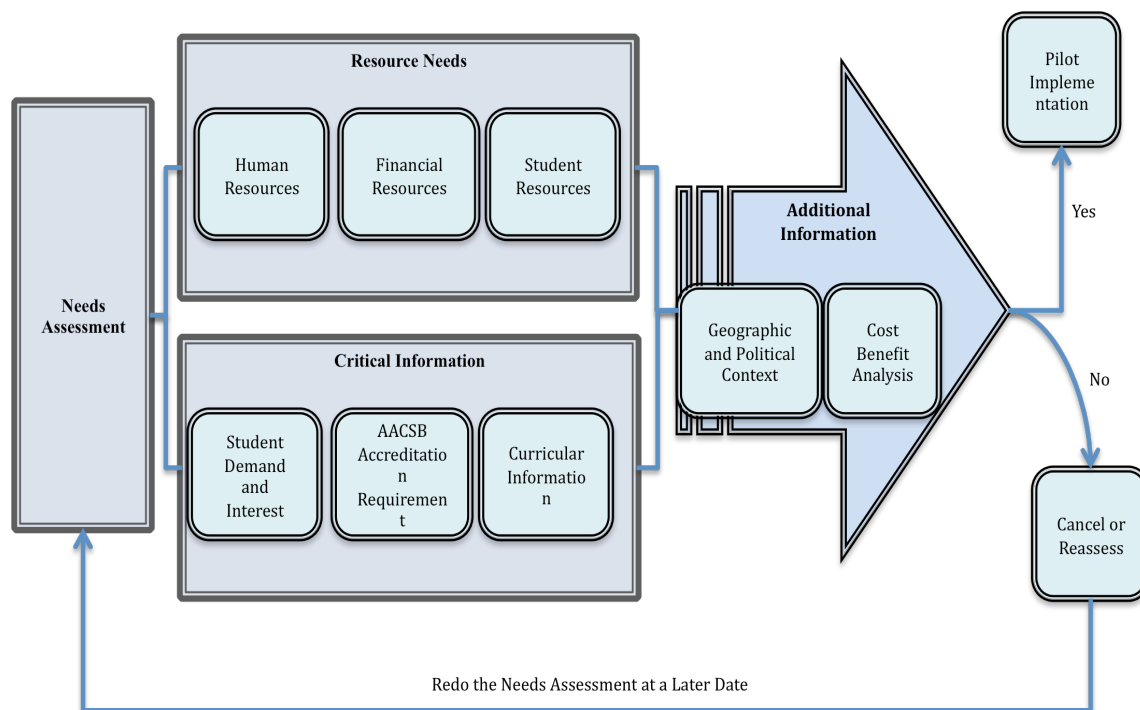 Needs
Assessment
Resource Needs
Human
Resources
Financial
Resources
Student
Resources
Critical Information
Student
Demand
and
Interest
AACSB
Accreditatio
n
Requiremen
t
Curricular
Informatio
n
Additional
Information
Geographic
and Political
Context
Cost
Benefit
Analysis
Pilot
Impleme
ntation
Yes
No
Cancel or
Reassess
Redo the Needs Assessment at a Later Date